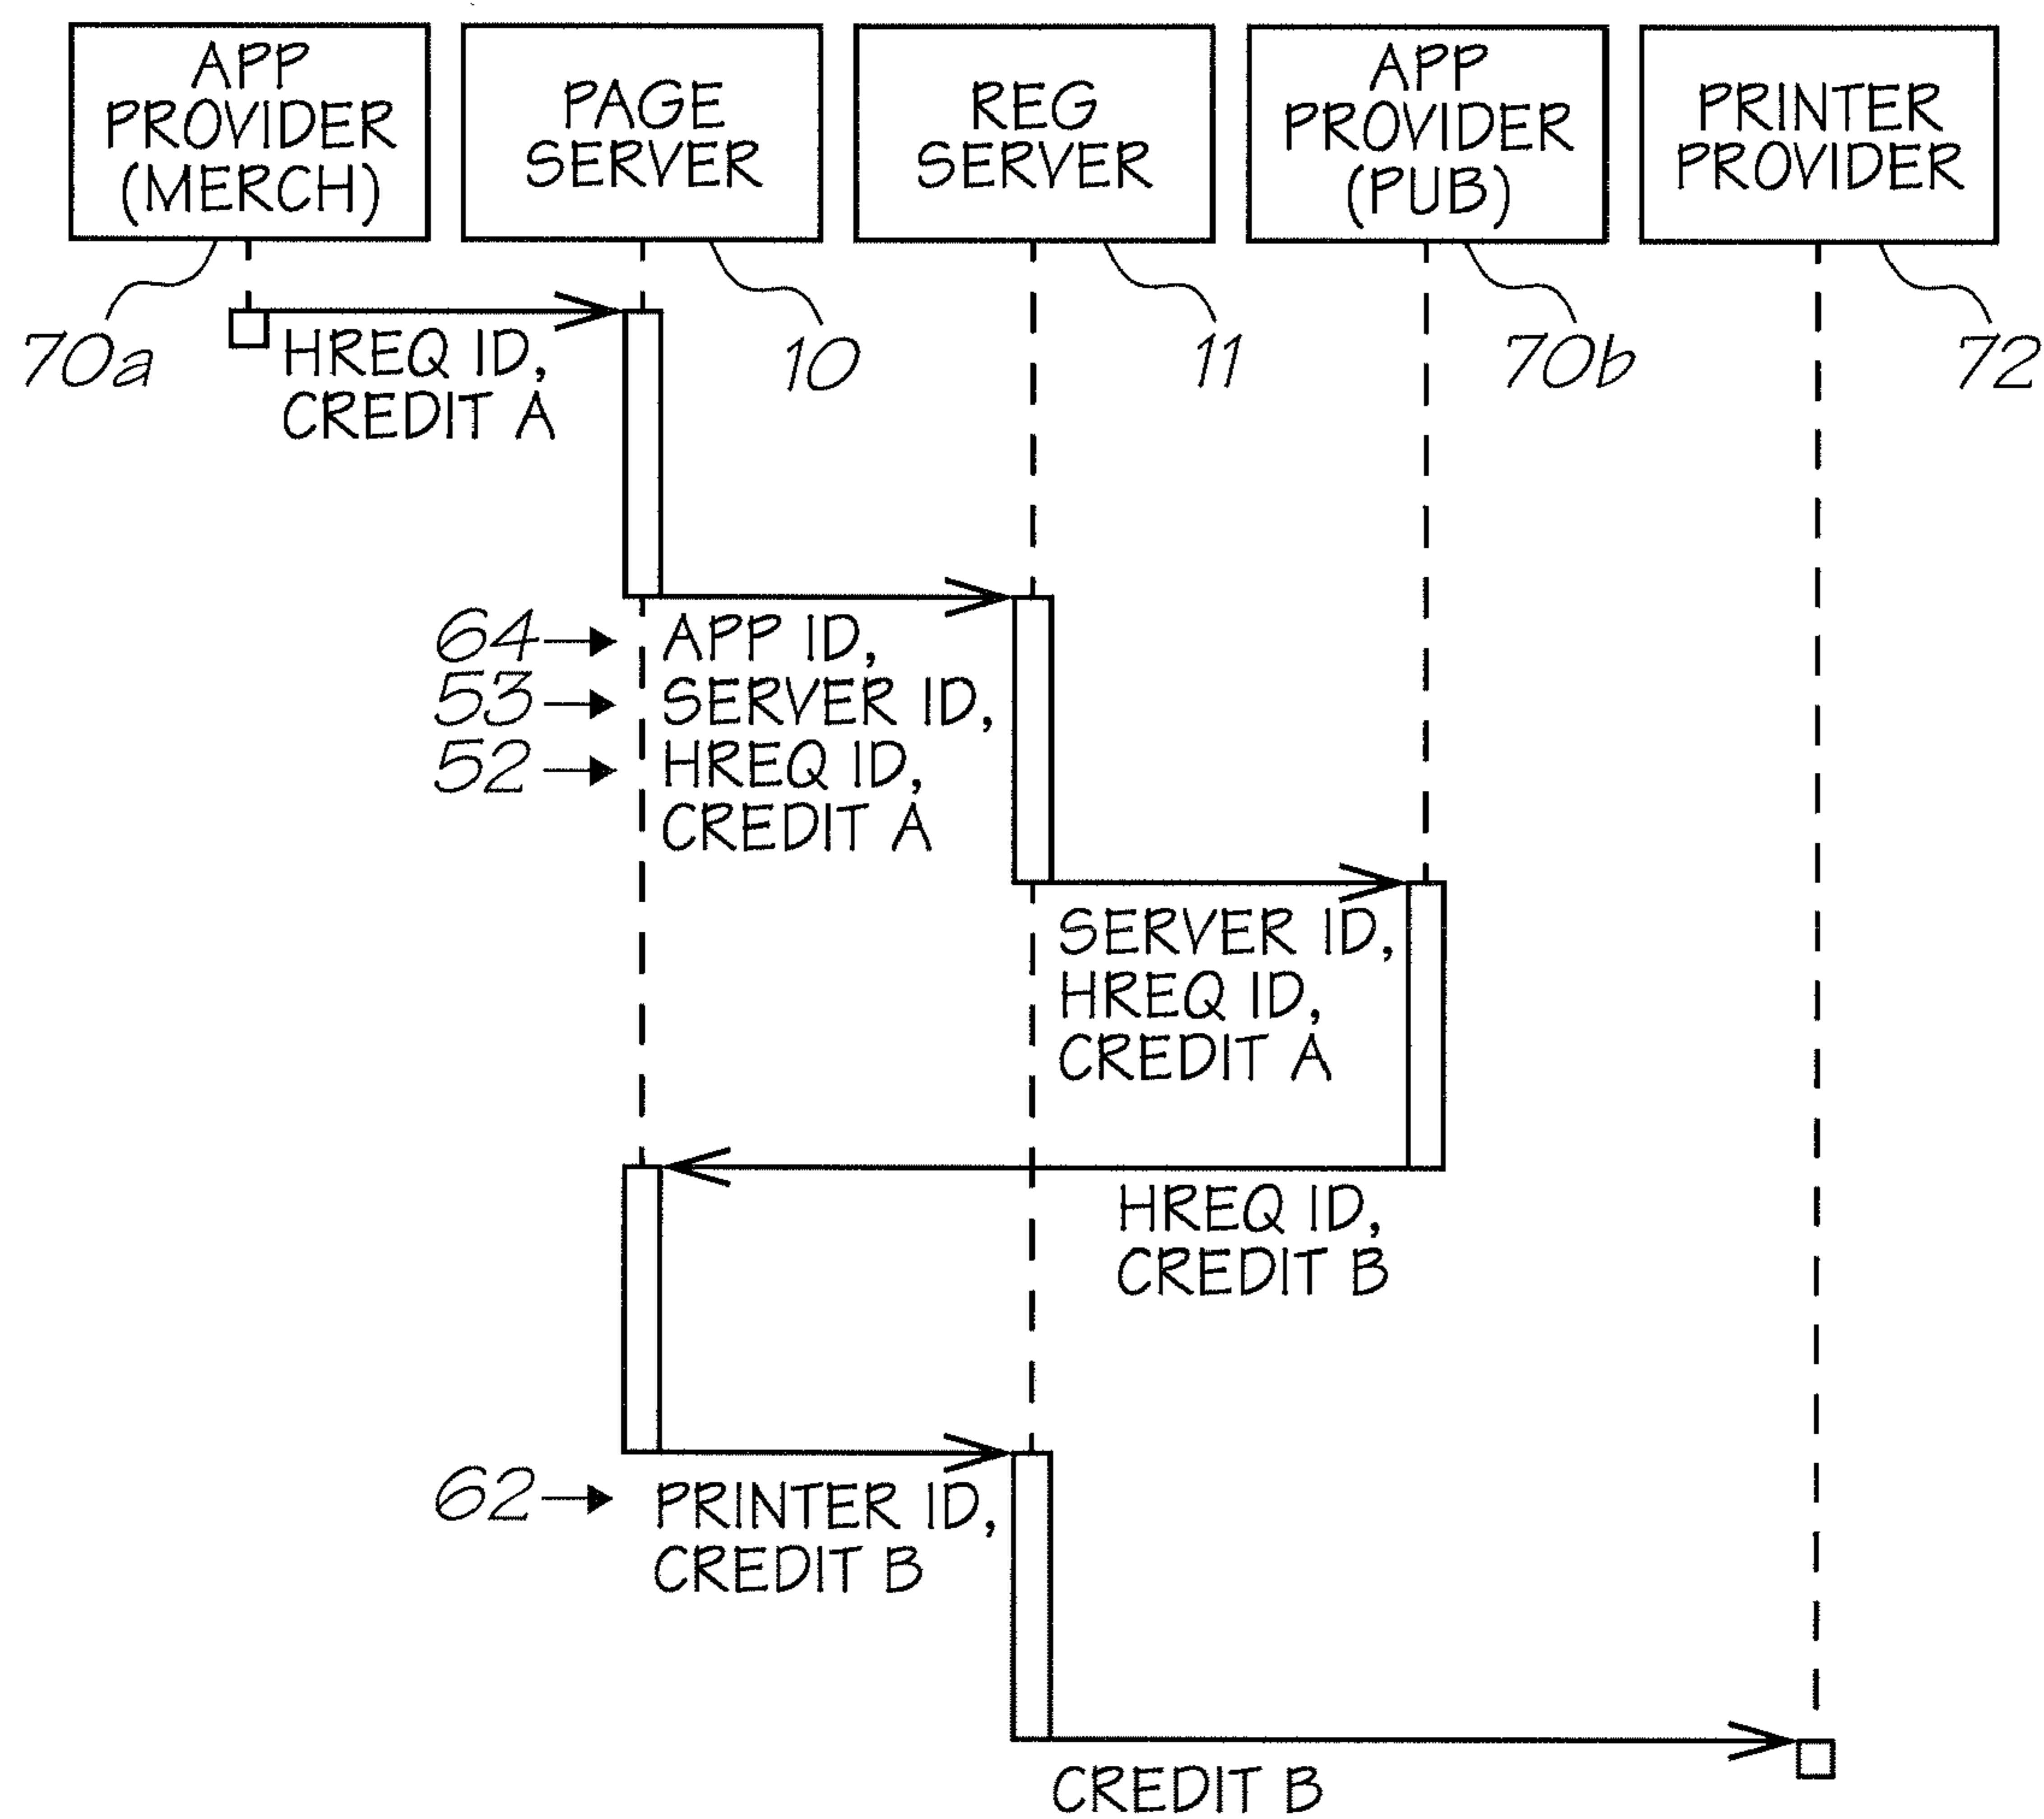 APP
PROVIDER
(MERCH)
PAGE
SERVER
REG
SERVER
APP
PROVIDER
(PUB)
PRINTER
PROVIDER
70a
10
11
70b
72
HREQ ID,
CREDIT A
64
APP ID,
53
SERVER ID,
52
HREQ ID,
CREDIT A
SERVER ID,
HREQ ID,
CREDIT A
HREQ ID,
CREDIT B
62
PRINTER ID,
CREDIT B
CREDIT B